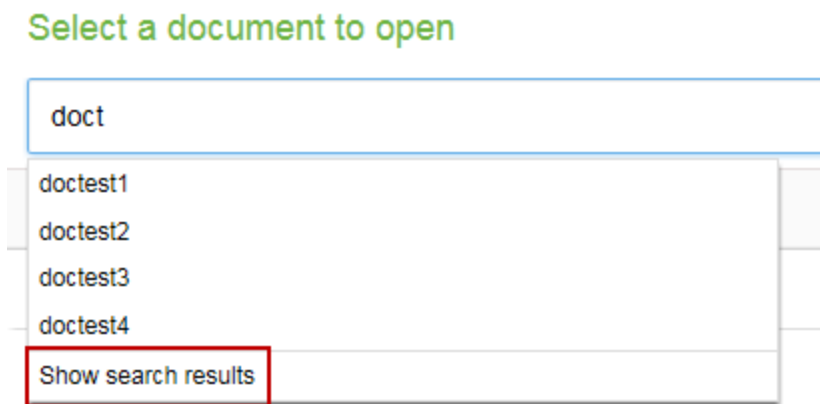 Select a document to open
doct
doctest1
doctest2
doctest3
doctest4
Show search results